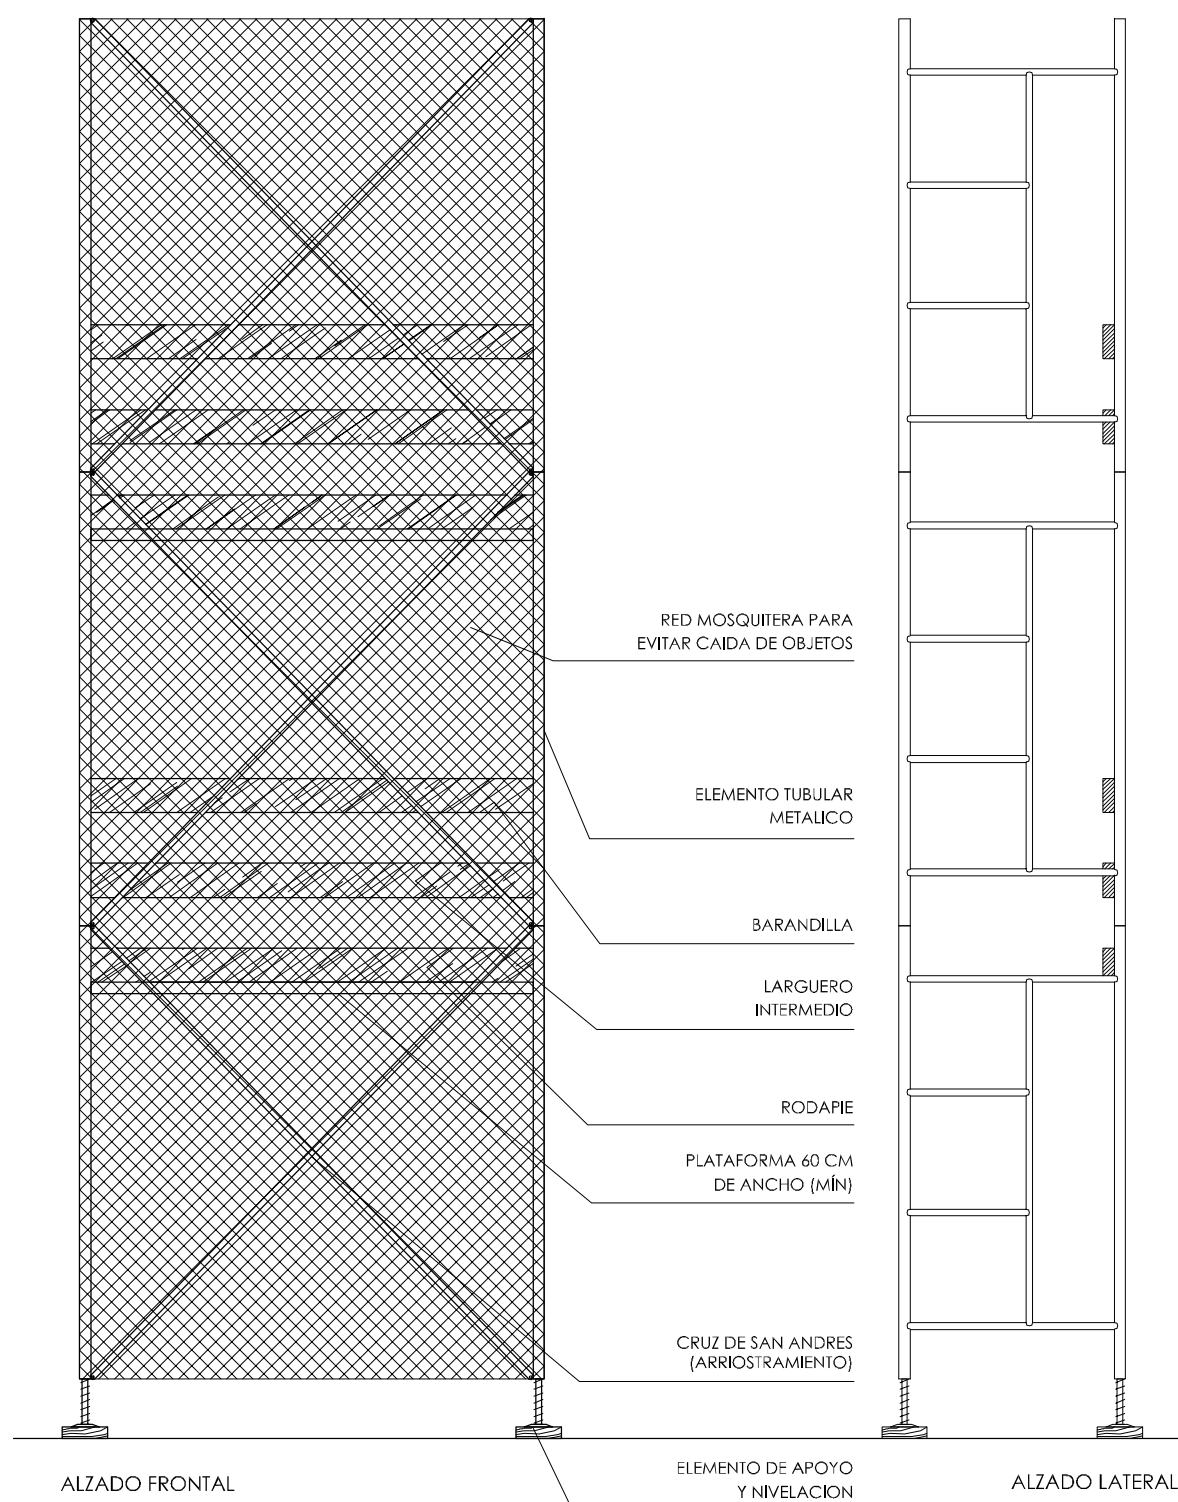 RED MOSQUITERA PARA
EVITAR CAIDA DE OBJETOS
ELEMENTO TUBULAR
METALICO
BARANDILLA
LARGUERO
INTERMEDIO
RODAPIE
PLATAFORMA 60 CM
DE ANCHO (MÍN)
CRUZ DE SAN ANDRES
(ARRIOSTRAMIENTO)
ELEMENTO DE APOYO
Y NIVELACION
ALZADO FRONTAL
ALZADO LATERAL